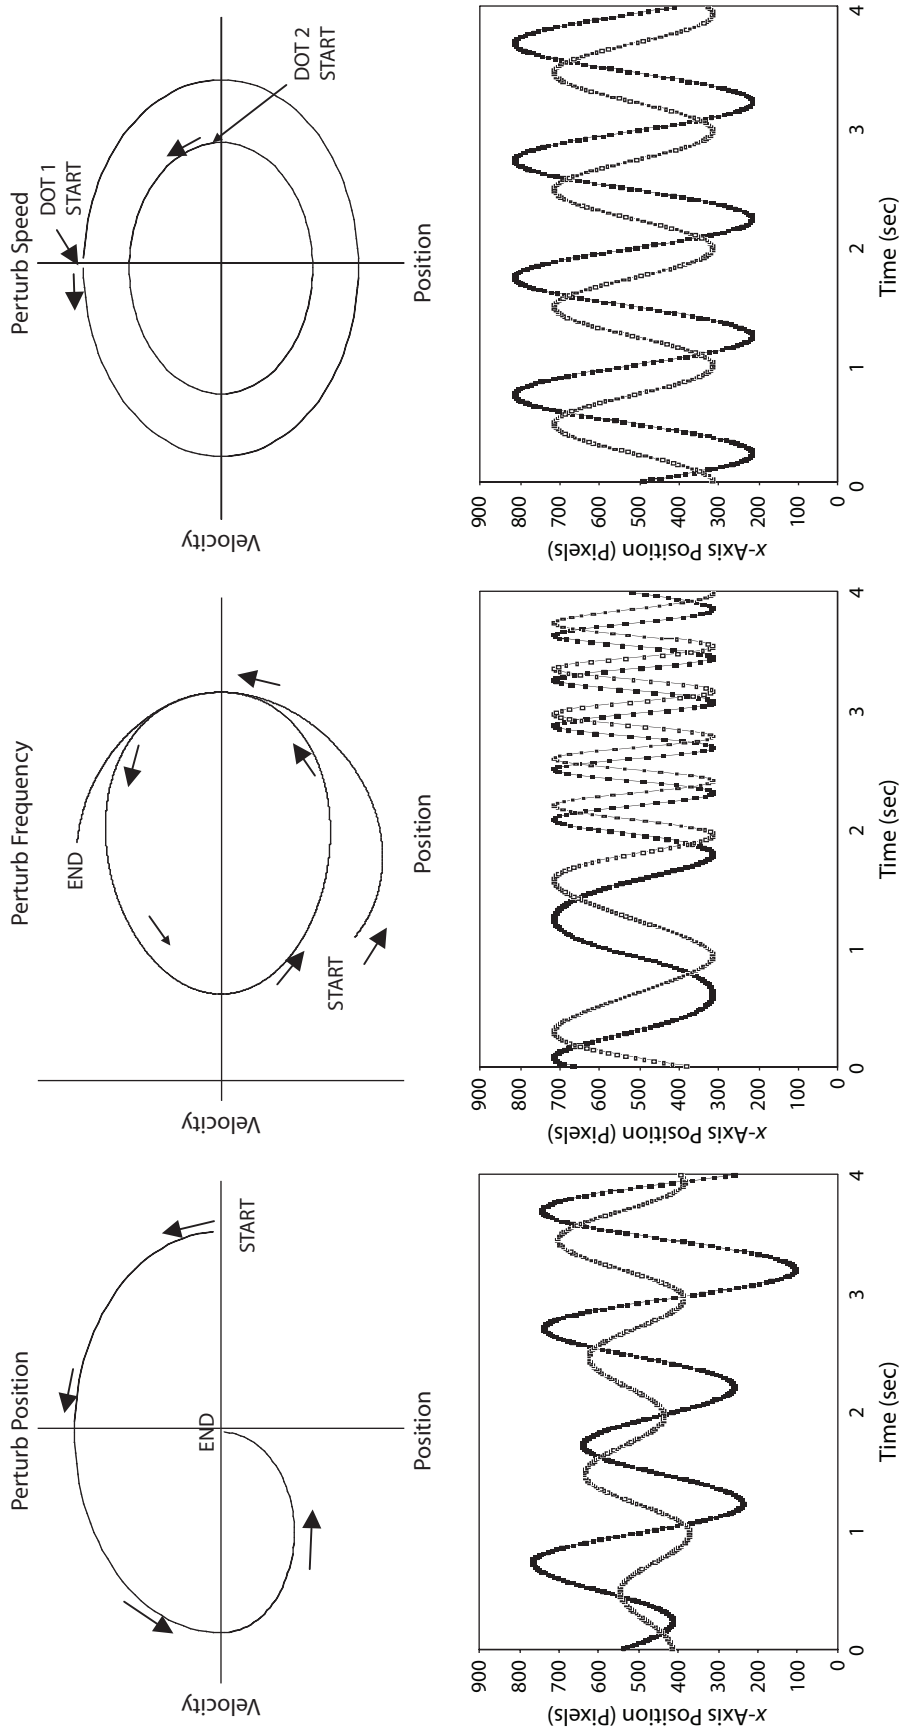 Perturb Position
Velocity
START
END
Position
Perturb Frequency
Velocity
END
START
Position
Perturb Speed
Velocity
DOT 1
START
DOT 2
START
Position
x-Axis Position (Pixels)
900
800
700
600
500
400
300
200
100
0
0 1 2 3 4
Time (sec)
x-Axis Position (Pixels)
900
800
700
600
500
400
300
200
100
0
0 1 2 3 4
Time (sec)
x-Axis Position (Pixels)
900
800
700
600
500
400
300
200
100
0
0 1 2 3 4
Time (sec)